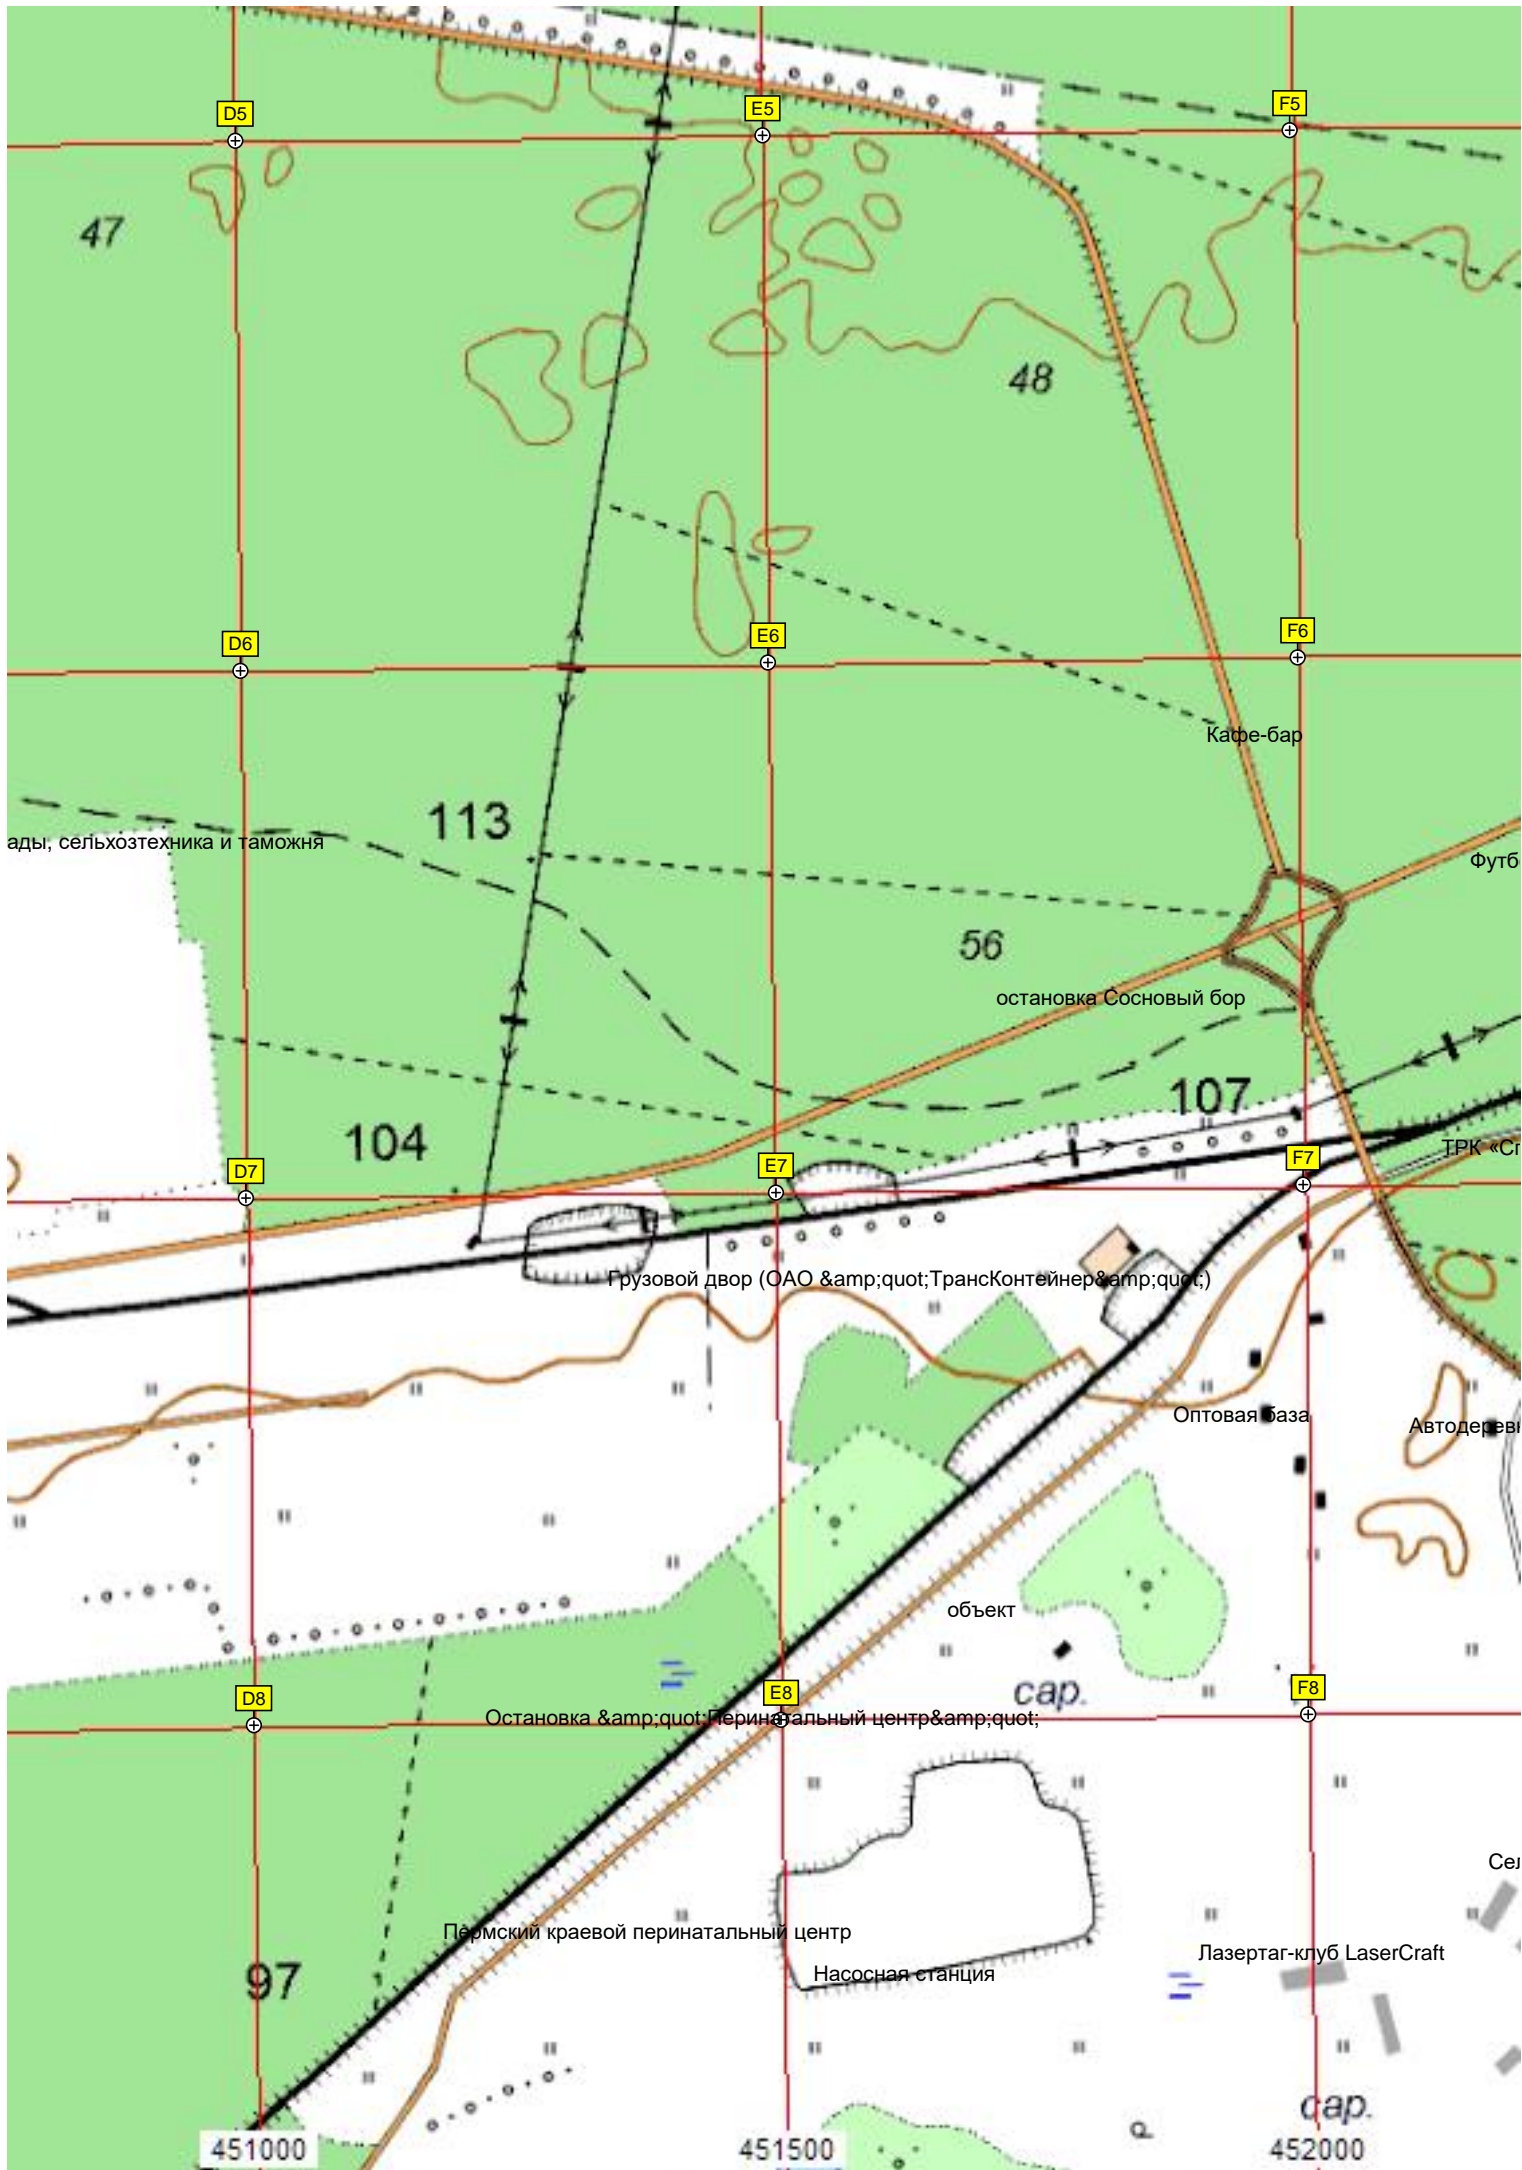 D5
E5
F5
47
48
D6
E6
F6
Кафе-бар
113
ады, сельхозтехника и таможня
Футб
56
остановка Сосновый бор
107
104
ТРК «Сп
D7
E7
F7
Грузовой двор (ОАО &amp;quot;ТрансКонтейнер&amp;quot;)
Оптовая база
Автодеревн
объект
сар.
D8
E8
F8
Остановка &amp;quot;Перинатальный центр&amp;quot;
Сел
Пермский краевой перинатальный центр
Лазертаг-клуб LaserCraft
Насосная станция
97
сар.
451000
451500
452000